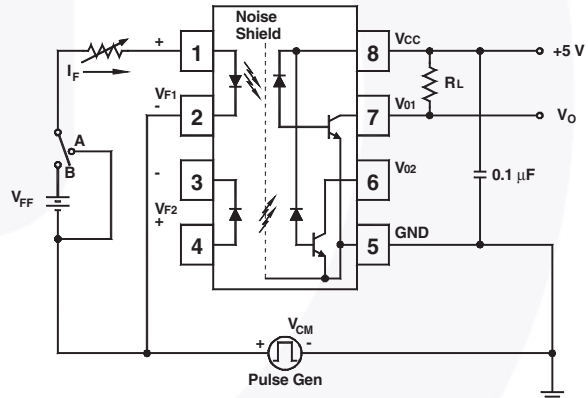 Noise
Shield
+ 1 8 VCC +5 V
IF
VF1
- 2 7 V01 VO
RL
A
B
- 3 6 V02
VFF
VF2
0.1 μF
+ 4 5 GND
VCM
+ -
Pulse Gen